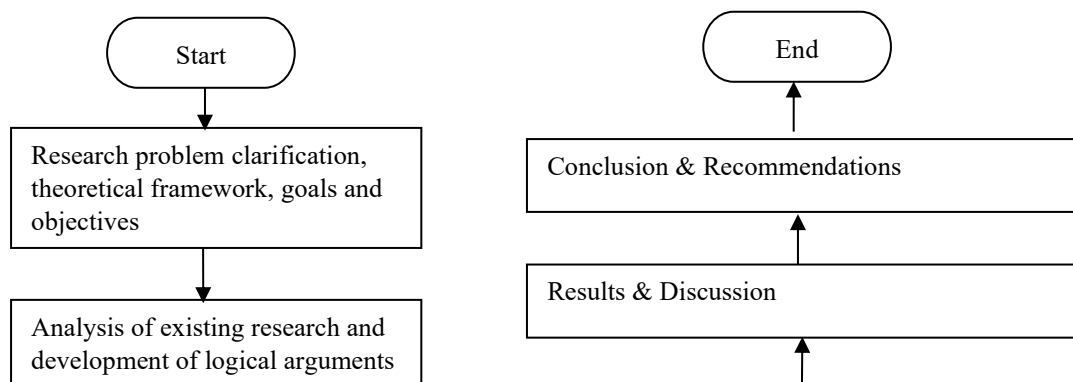 Start
Research problem clarification,
theoretical framework, goals and
objectives
Analysis of existing research and
development of logical arguments
End
Conclusion & Recommendations
Results & Discussion